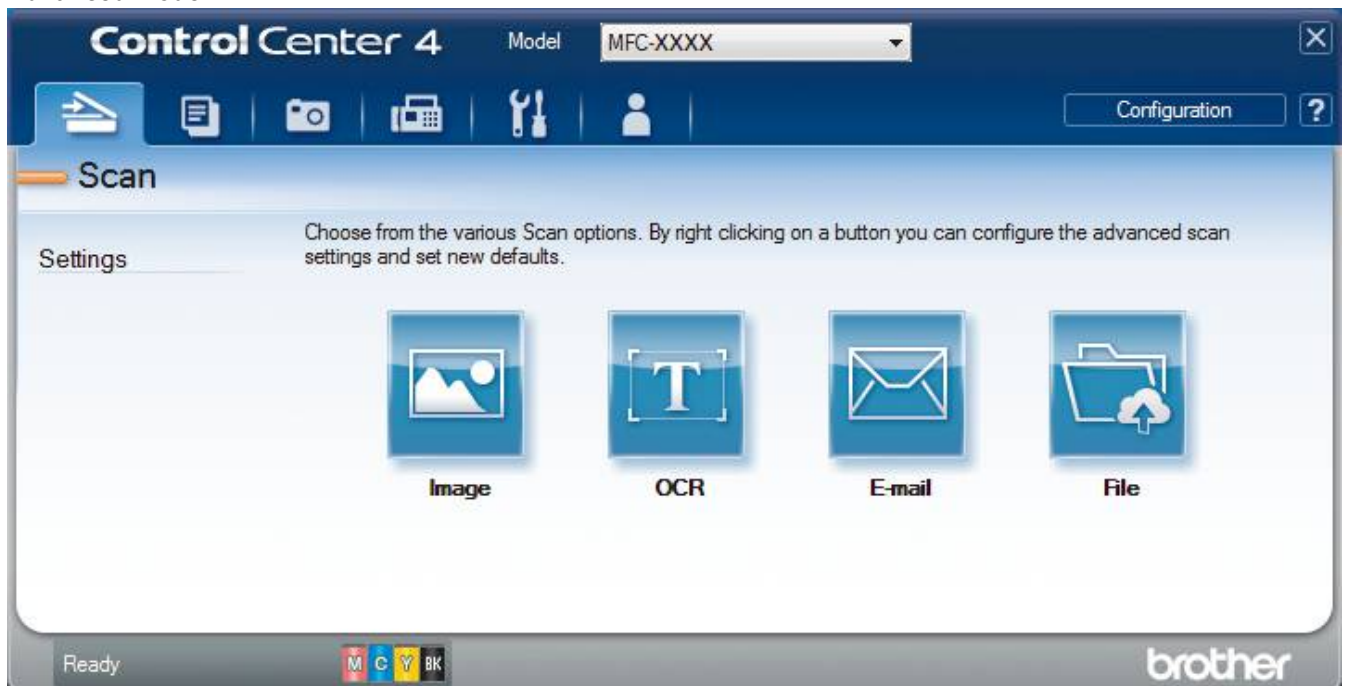 Control Center 4 Model MFC-XXXX
Configuration ?
Scan
Settings
Choose from the various Scan options. By right clicking on a button you can configure the advanced scan
settings and set new defaults.
T
Image OCR E-mail File
Ready M C Y BK brother